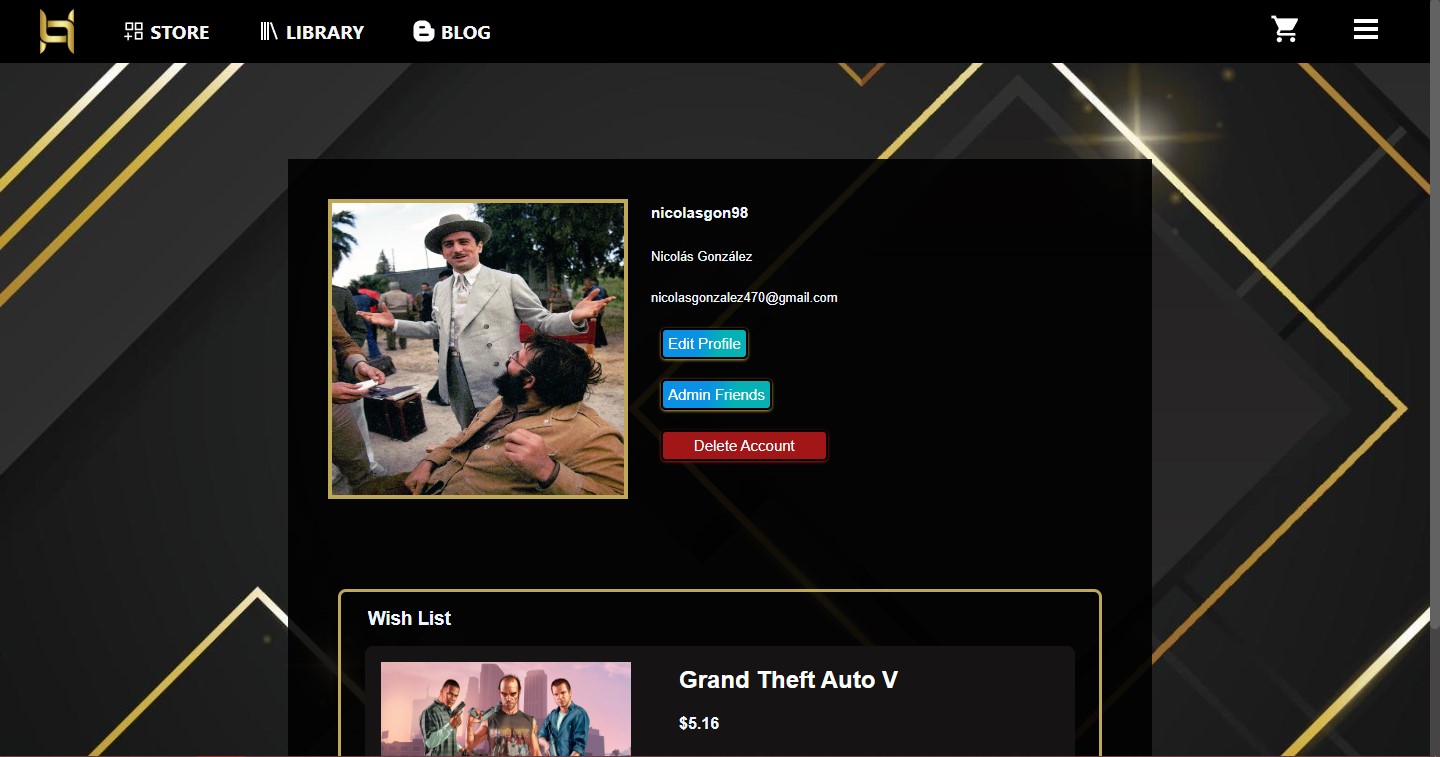 STORE
LIBRARY
BLOG
nicolasgon98
Nicolás González
nicolasgonzalez470@gmail.com
Edit Profile
Admin Friends
Delete Account
Wish List
Grand Theft Auto V
$5.16